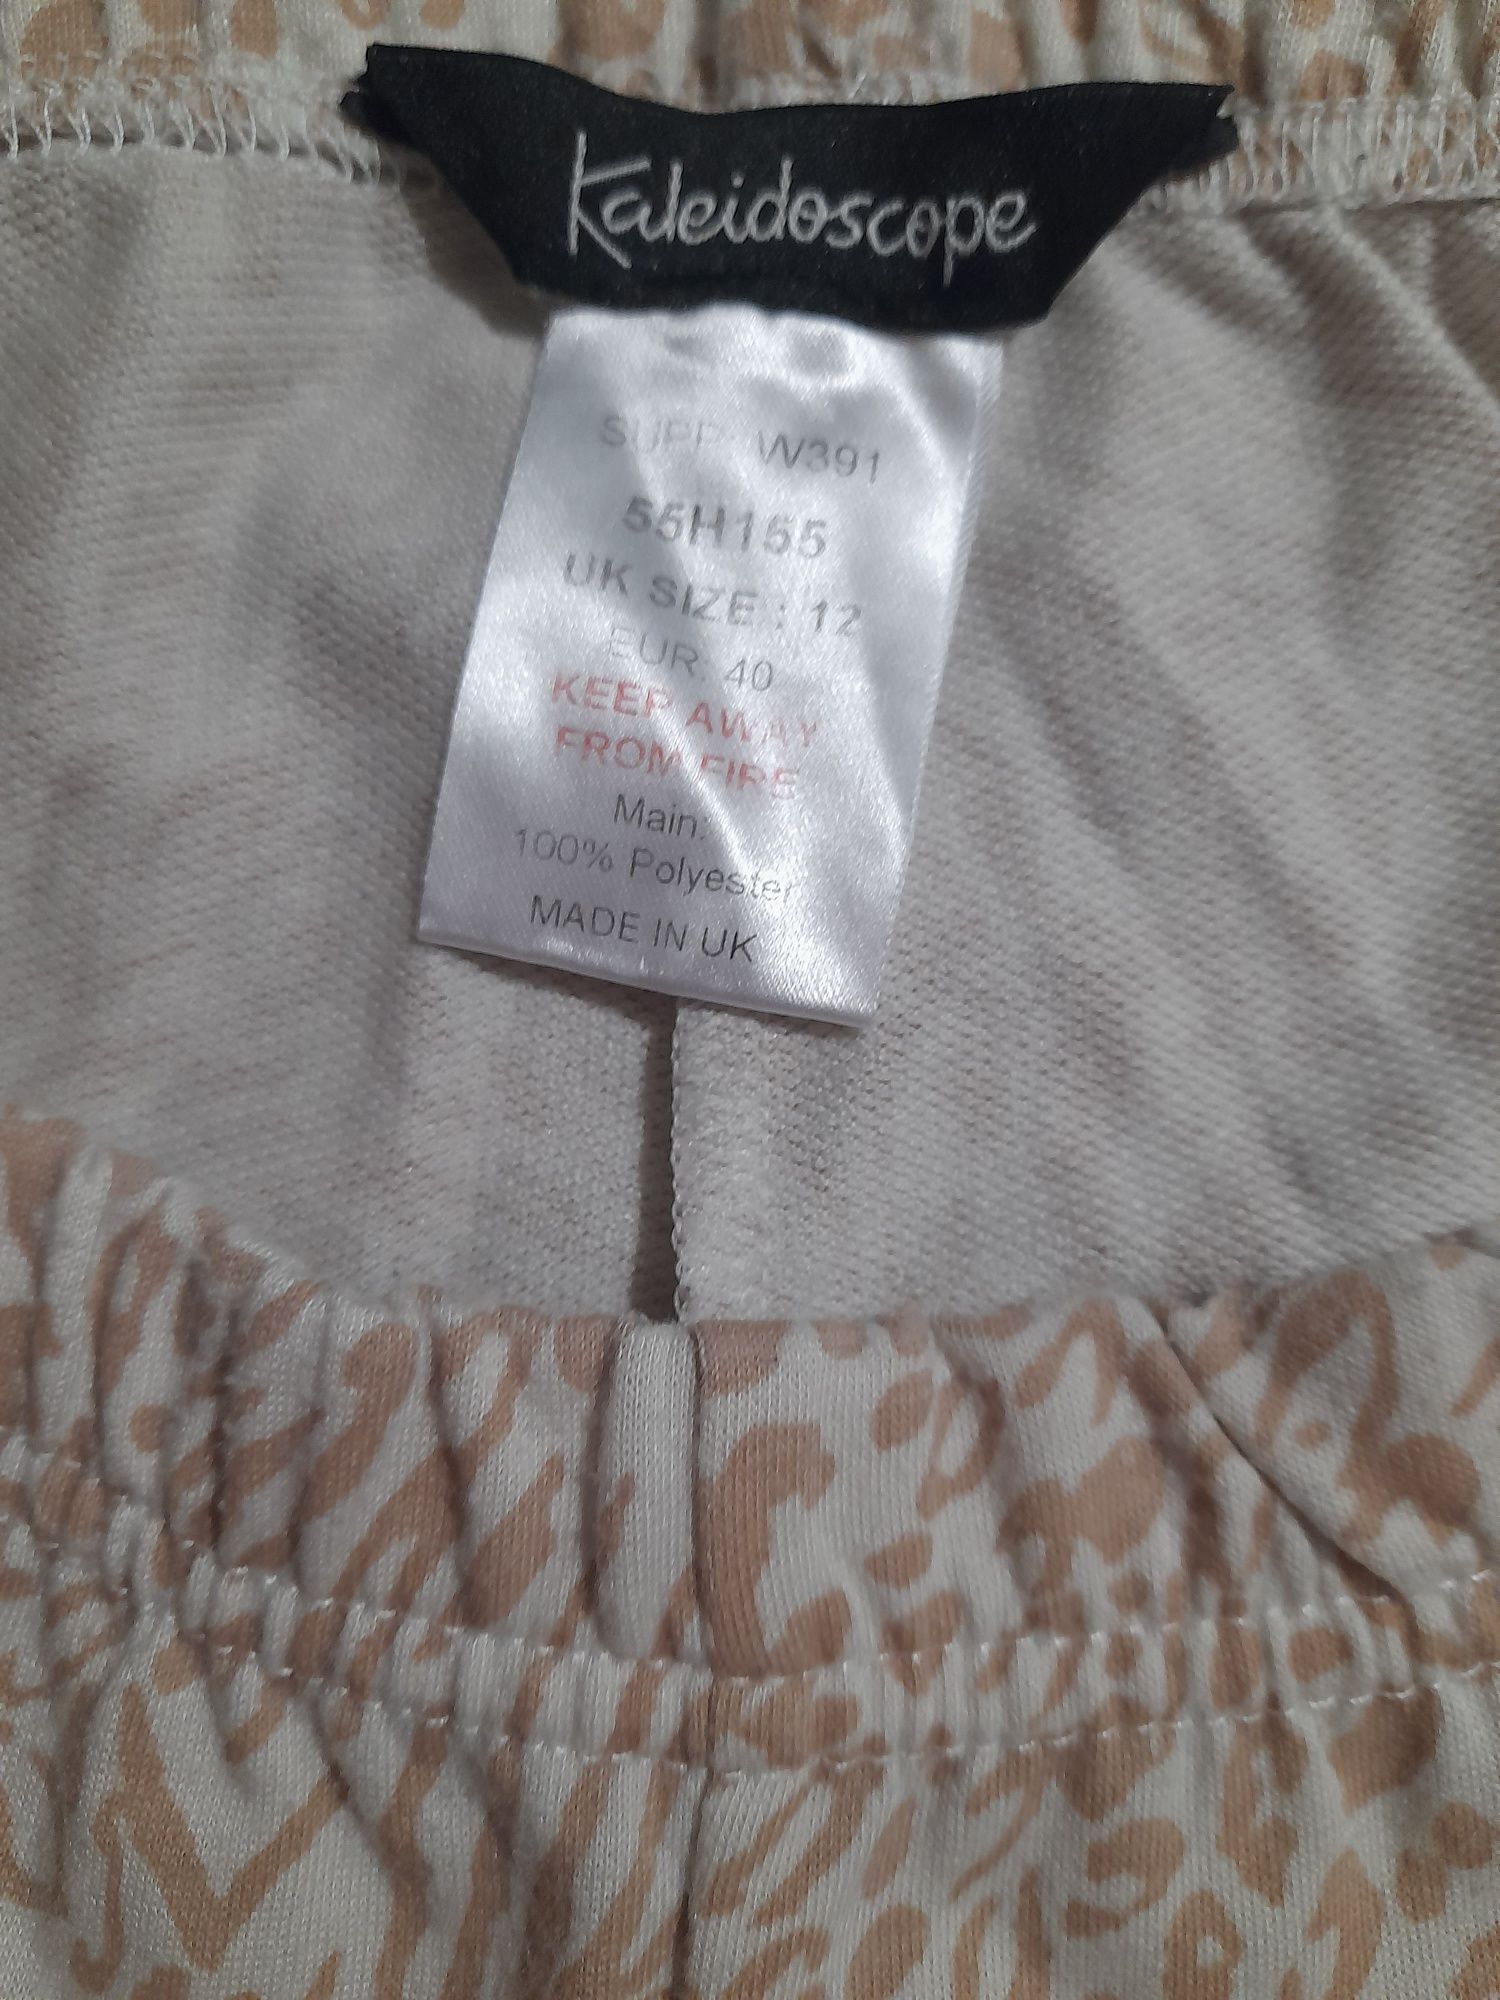 Kaleidoscope
SUPP: W391
55H155
UK SIZE : 12
EUR: 40
KEEP AWAY
FROM FIRE
Main:
100% Polyester
MADE IN UK